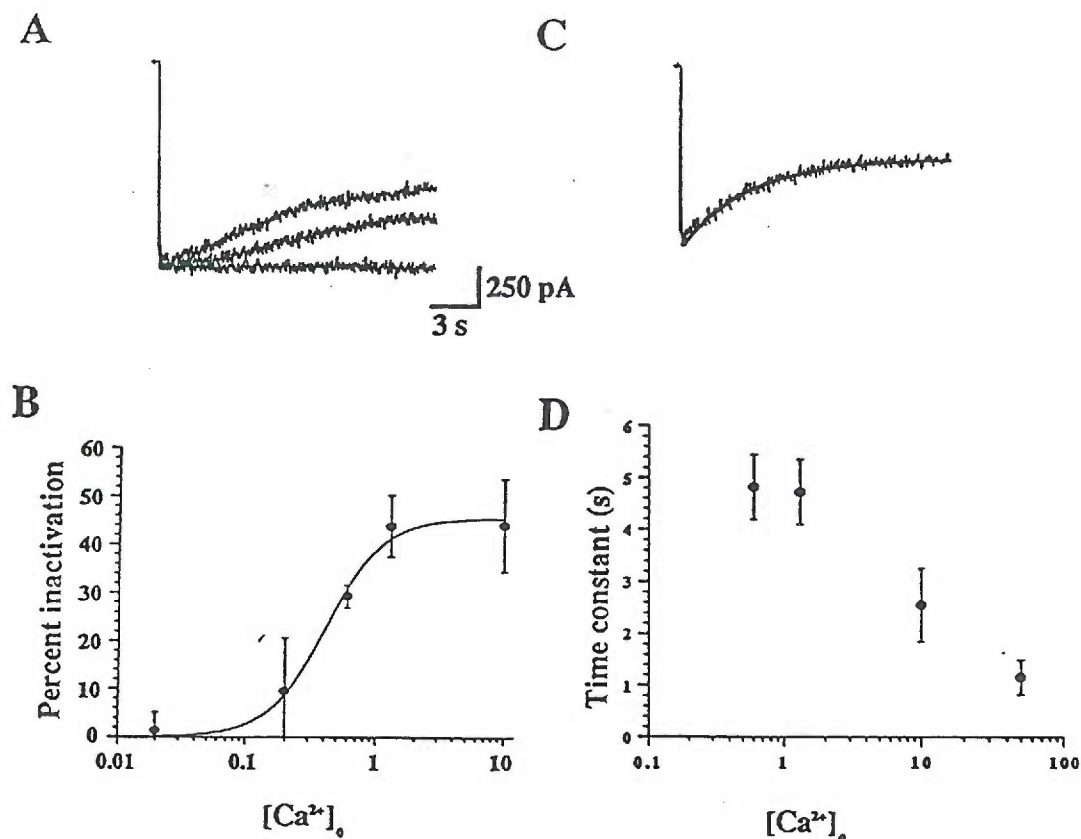 A
C
250 pA
3 s
B
Percent inactivation
60
50
40
30
20
10
0
0.01
0.1
1
10
[Ca²⁺]ₒ
D
Time constant (s)
6
5
4
3
2
1
0
0.1
1
10
100
[Ca²⁺]ₒ